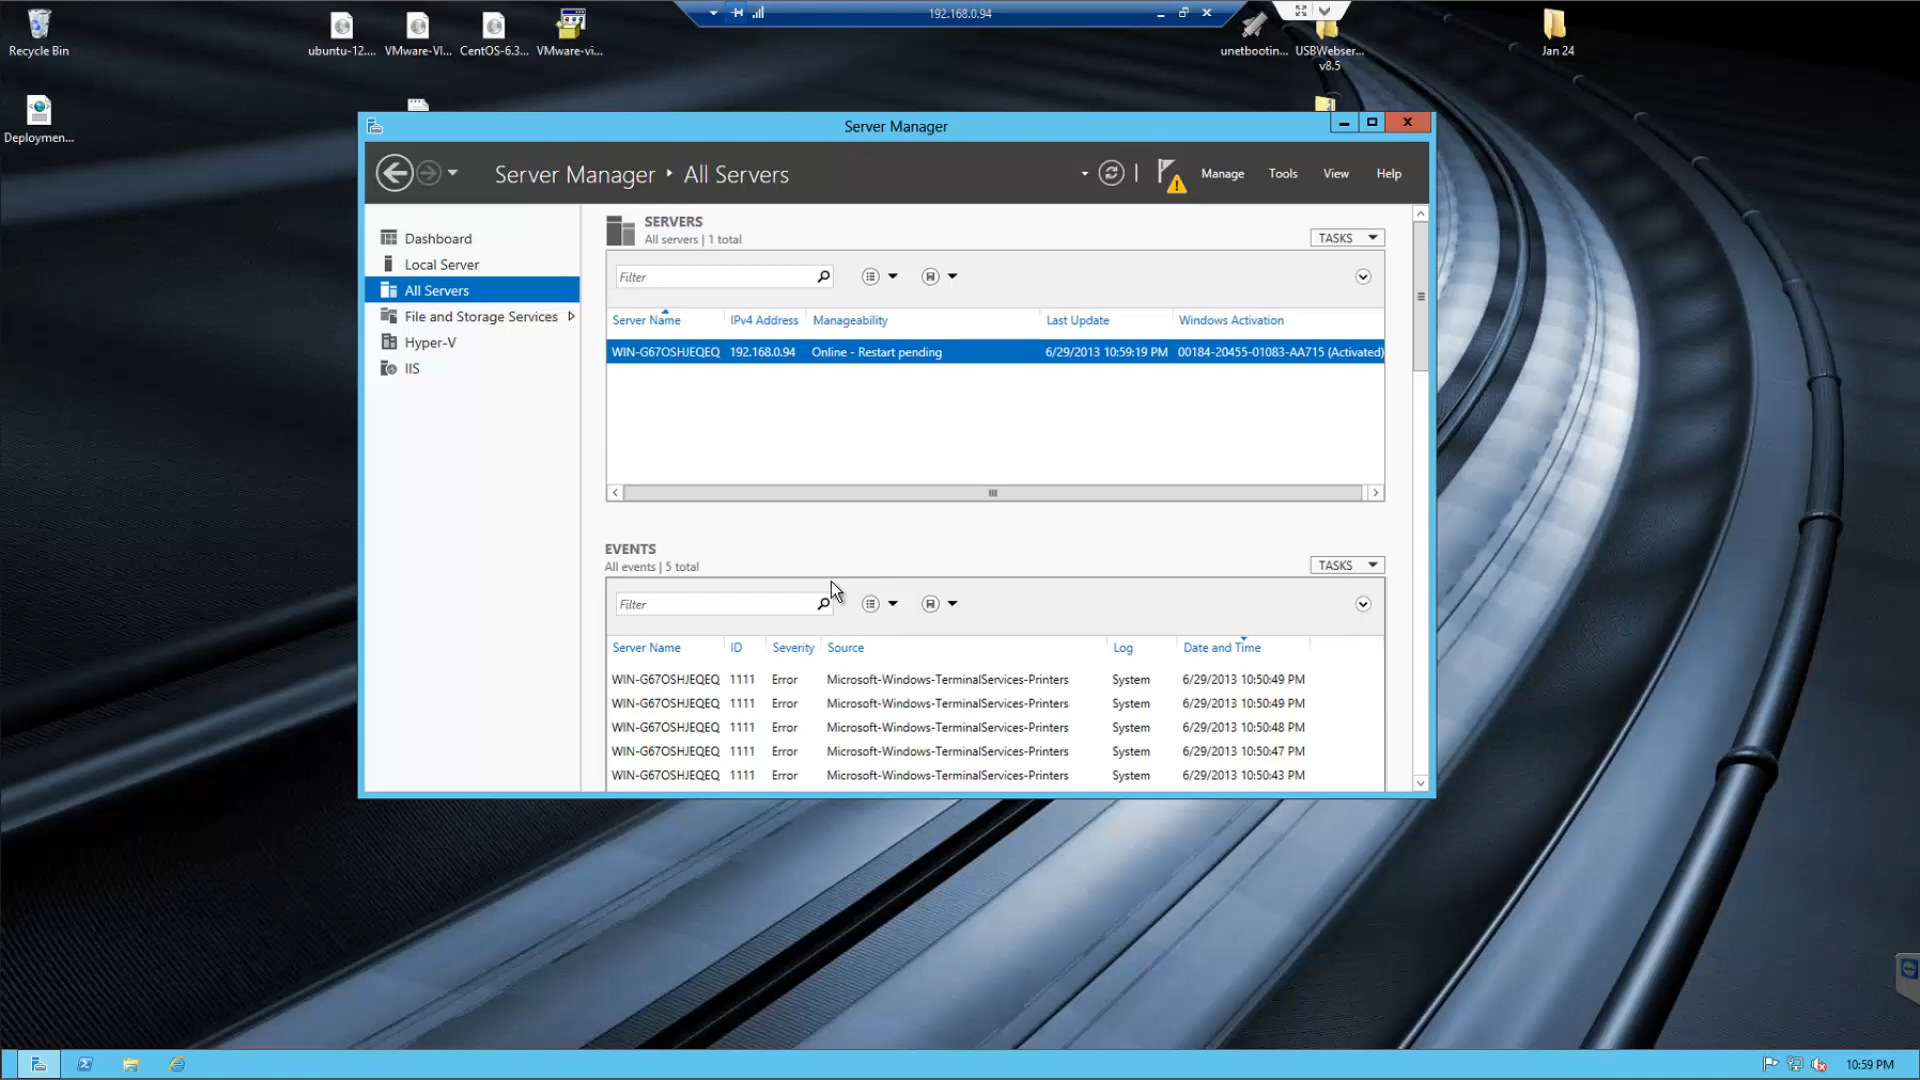 192.168.0.94
Recycle Bin
ubuntu-12....
VMware-VI...
CentOS-6.3...
VMware-vi...
unetbootin...
USBWebser...
v8.5
Jan 24
Deploymen...
Server Manager
Server Manager ‣ All Servers
Manage
Tools
View
Help
Dashboard
Local Server
All Servers
File and Storage Services
Hyper-V
IIS
SERVERS
All servers | 1 total
TASKS
Filter
Server Name IPv4 Address Manageability Last Update Windows Activation
WIN-G67OSHJEQEQ 192.168.0.94 Online - Restart pending 6/29/2013 10:59:19 PM 00184-20455-01083-AA715 (Activated)
EVENTS
All events | 5 total
TASKS
Filter
Server Name ID Severity Source Log Date and Time
WIN-G67OSHJEQEQ 1111 Error Microsoft-Windows-TerminalServices-Printers System 6/29/2013 10:50:49 PM
WIN-G67OSHJEQEQ 1111 Error Microsoft-Windows-TerminalServices-Printers System 6/29/2013 10:50:49 PM
WIN-G67OSHJEQEQ 1111 Error Microsoft-Windows-TerminalServices-Printers System 6/29/2013 10:50:48 PM
WIN-G67OSHJEQEQ 1111 Error Microsoft-Windows-TerminalServices-Printers System 6/29/2013 10:50:47 PM
WIN-G67OSHJEQEQ 1111 Error Microsoft-Windows-TerminalServices-Printers System 6/29/2013 10:50:43 PM
10:59 PM